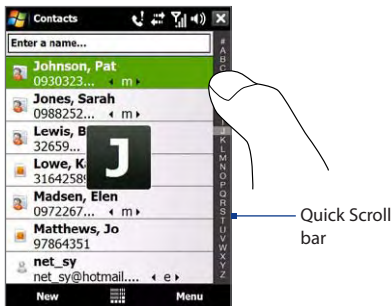 Contacts
Enter a name...
Johnson, Pat
0930323... m
Jones, Sarah
0988252... m
Lewis, B
32659...
J
Lowe, K
3164258
Madsen, Elen
0972267... m
Matthews, Jo
97864351
net_sy
net_sy@hotmail.... e
#
A
B
C
I
J
K
L
M
N
O
P
Q
R
S
T
U
V
W
X
Y
Z
Quick Scroll
bar
New Menu